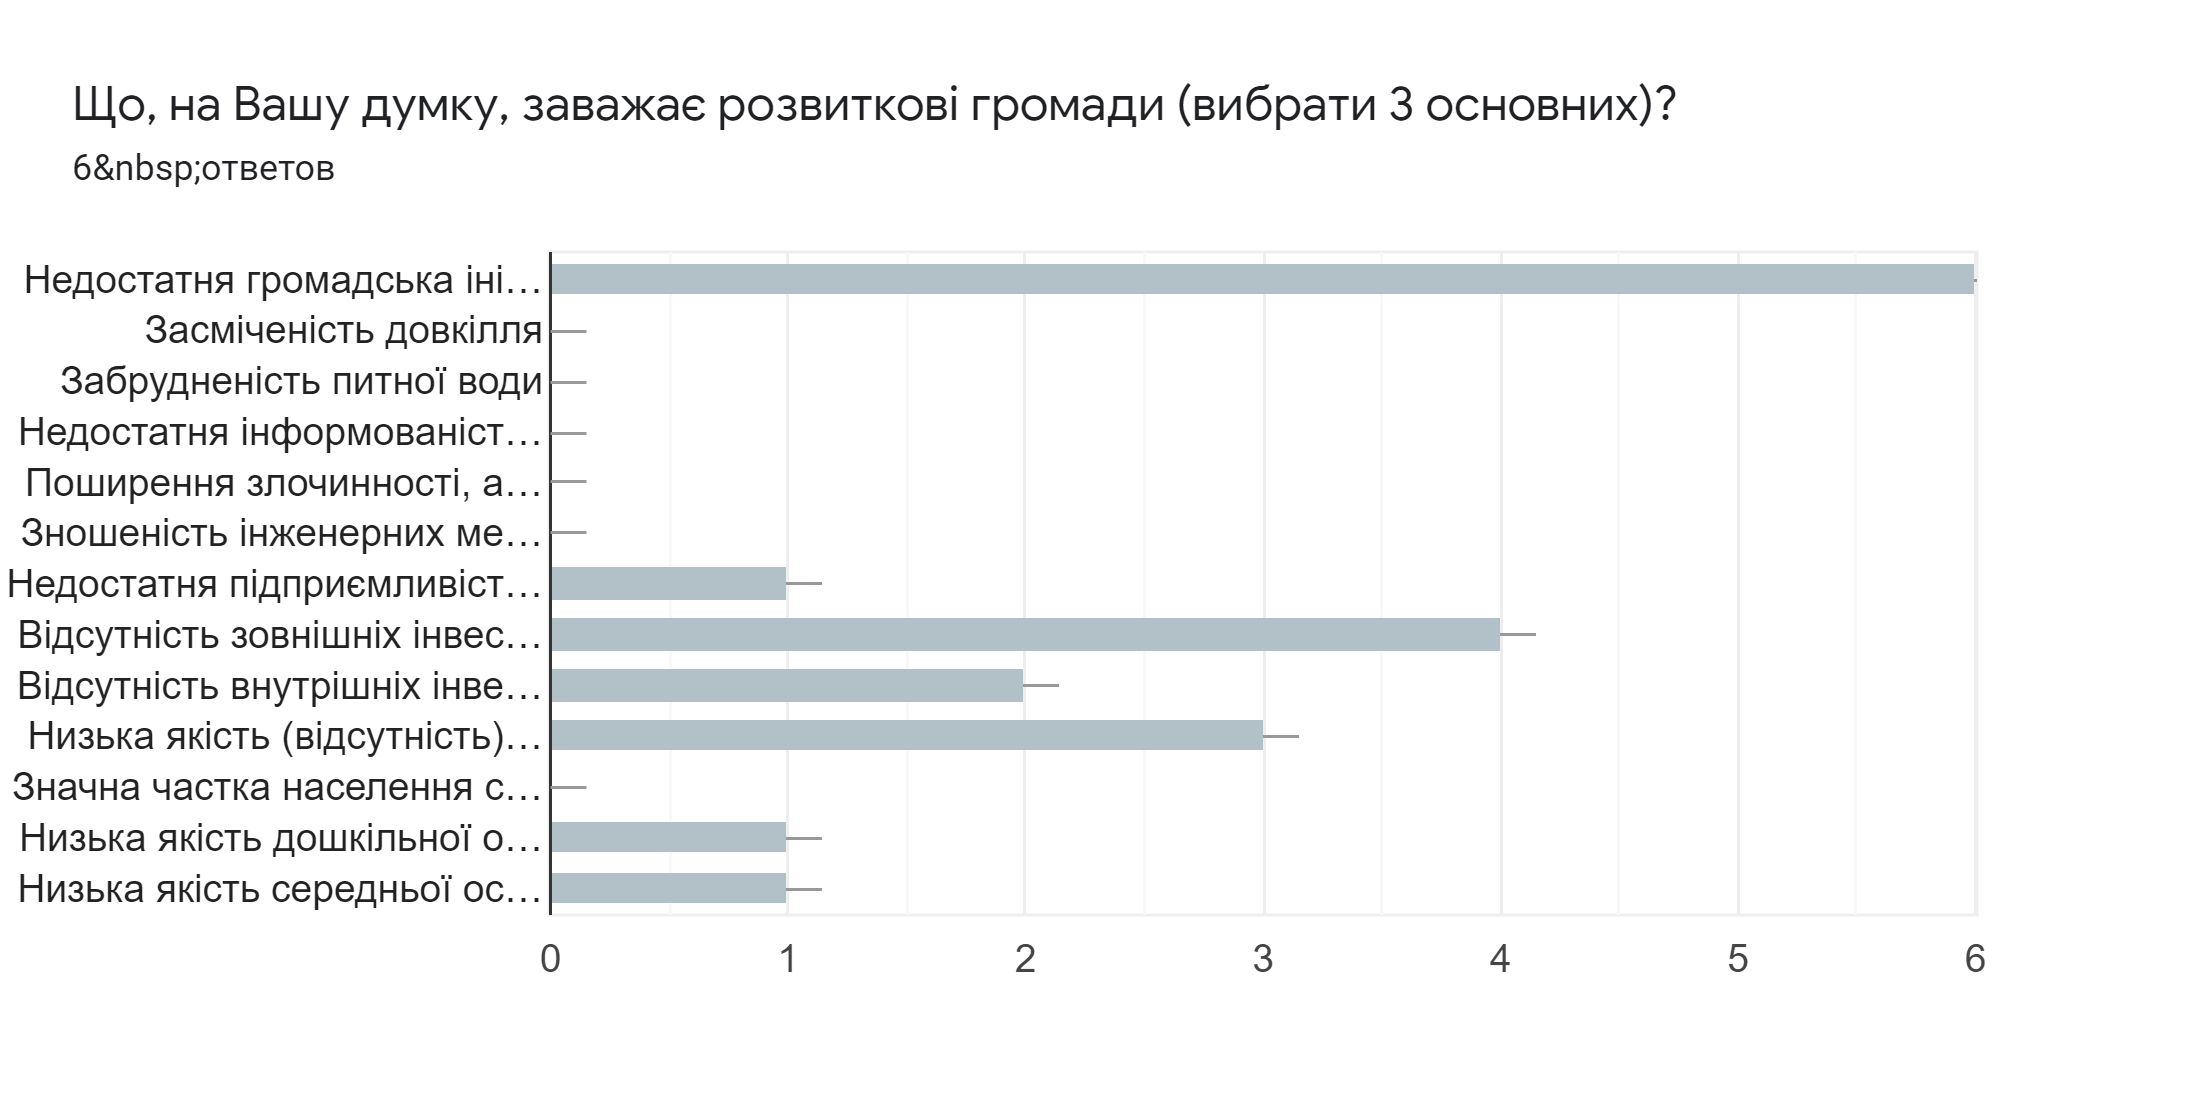 Що, на Вашу думку, заважає розвиткові громади (вибрати 3 основних)?
6&nbsp;ответов
Недостатня громадська іні…
Засміченість довкілля
Забрудненість питної води
Недостатня інформованіст…
Поширення злочинності, а…
Зношеність інженерних ме…
Недостатня підприємливіст…
Відсутність зовнішніх інвес…
Відсутність внутрішніх інве…
Низька якість (відсутність)…
Значна частка населення с…
Низька якість дошкільної о…
Низька якість середньої ос…
0 1 2 3 4 5 6